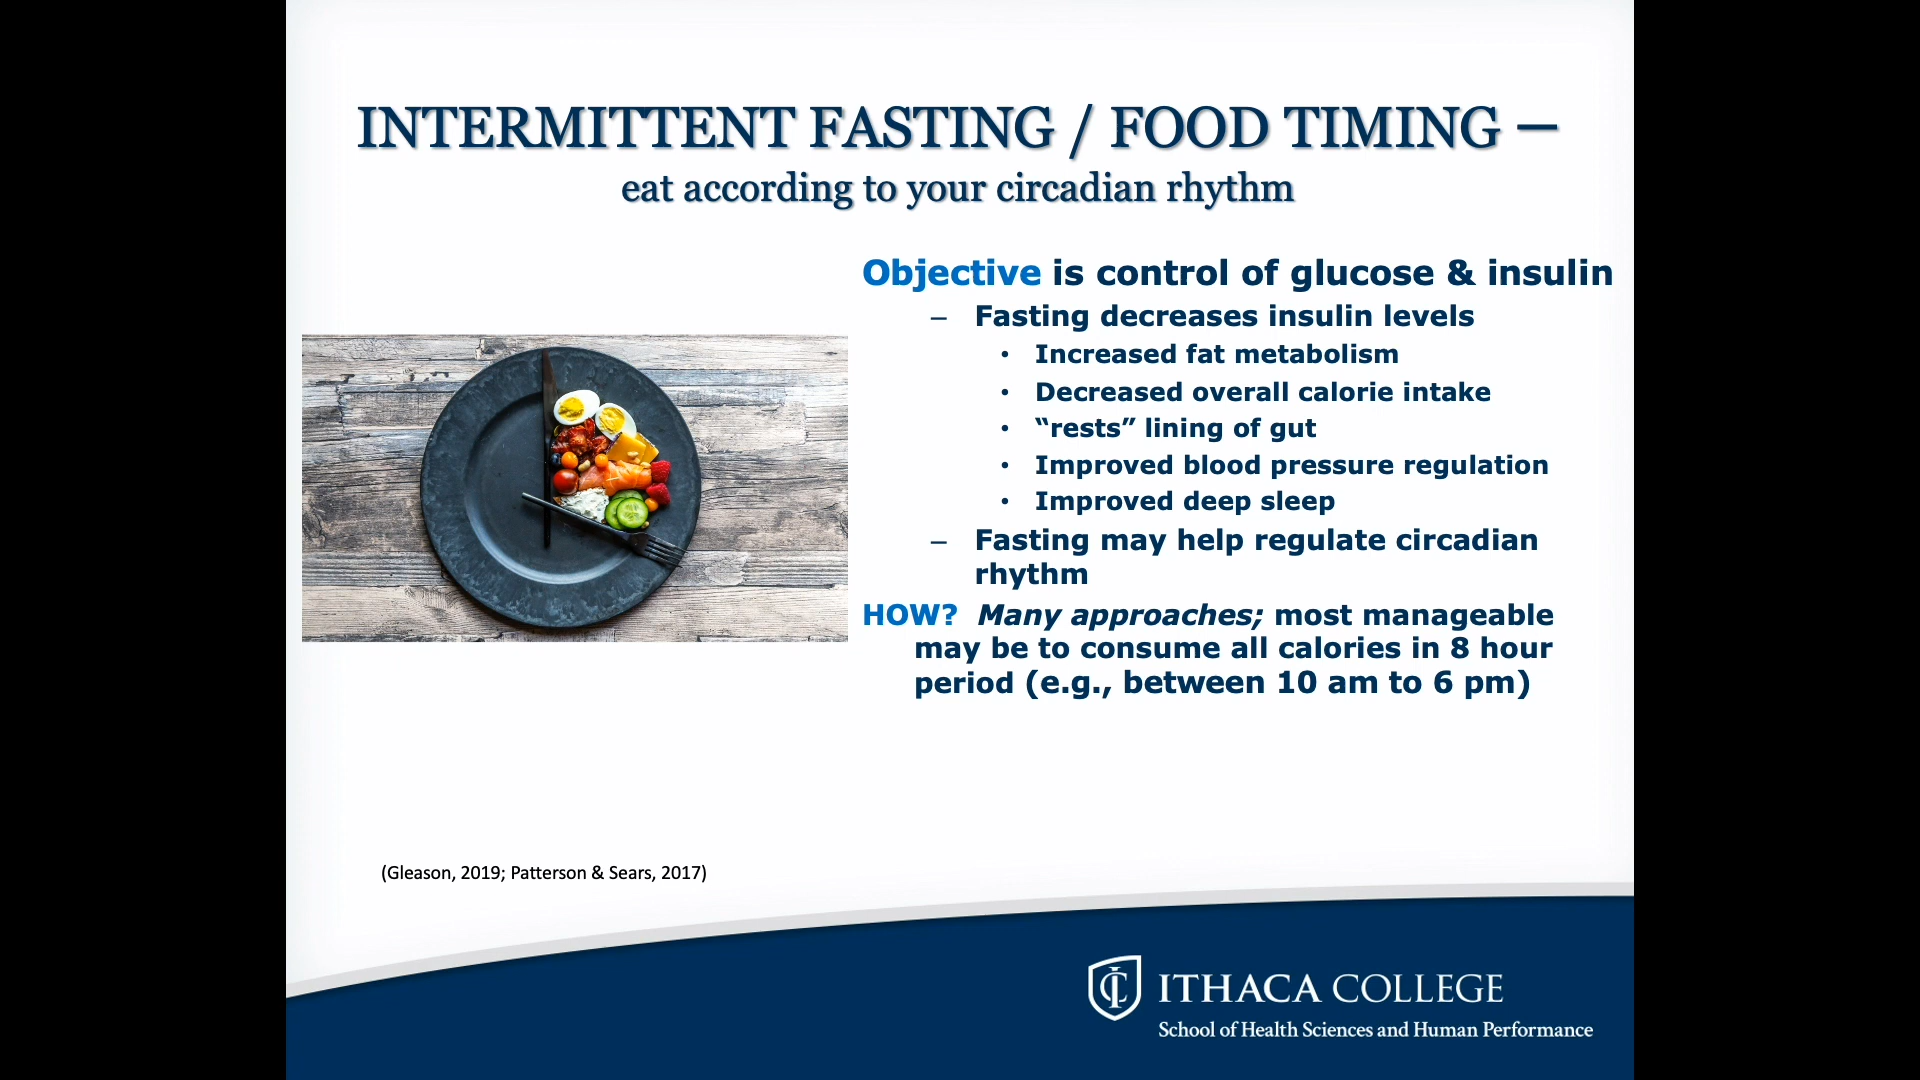 INTERMITTENT FASTING / FOOD TIMING —
eat according to your circadian rhythm
Objective is control of glucose & insulin
– Fasting decreases insulin levels
• Increased fat metabolism
• Decreased overall calorie intake
• “rests” lining of gut
• Improved blood pressure regulation
• Improved deep sleep
– Fasting may help regulate circadian
rhythm
HOW? Many approaches; most manageable
may be to consume all calories in 8 hour
period (e.g., between 10 am to 6 pm)
(Gleason, 2019; Patterson & Sears, 2017)
IC
ITHACA COLLEGE
School of Health Sciences and Human Performance